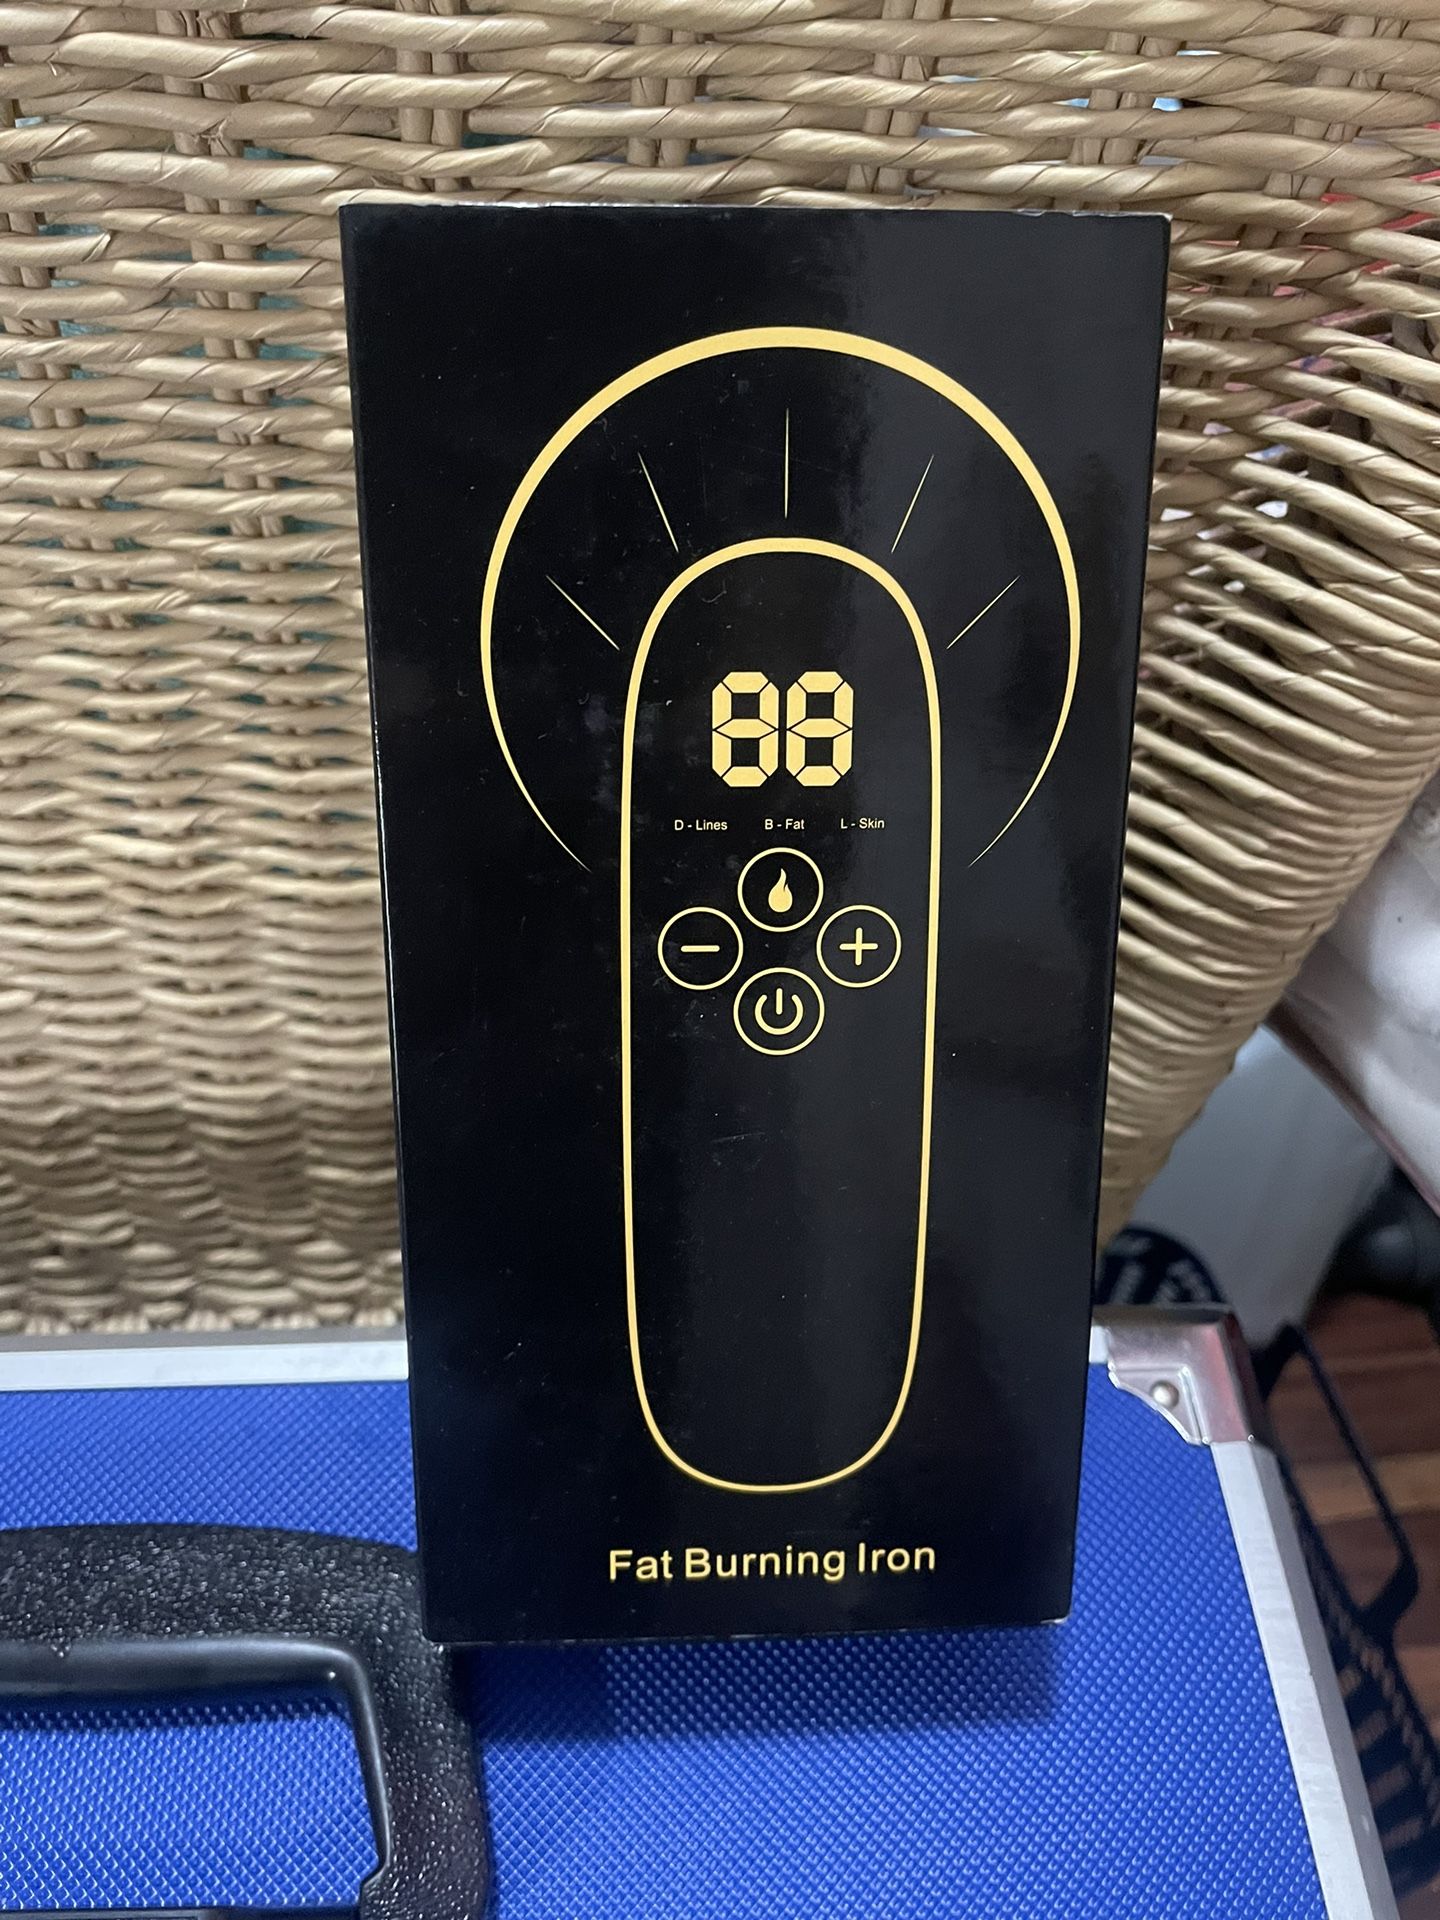 88
D - Lines B - Fat L - Skin
Fat Burning Iron